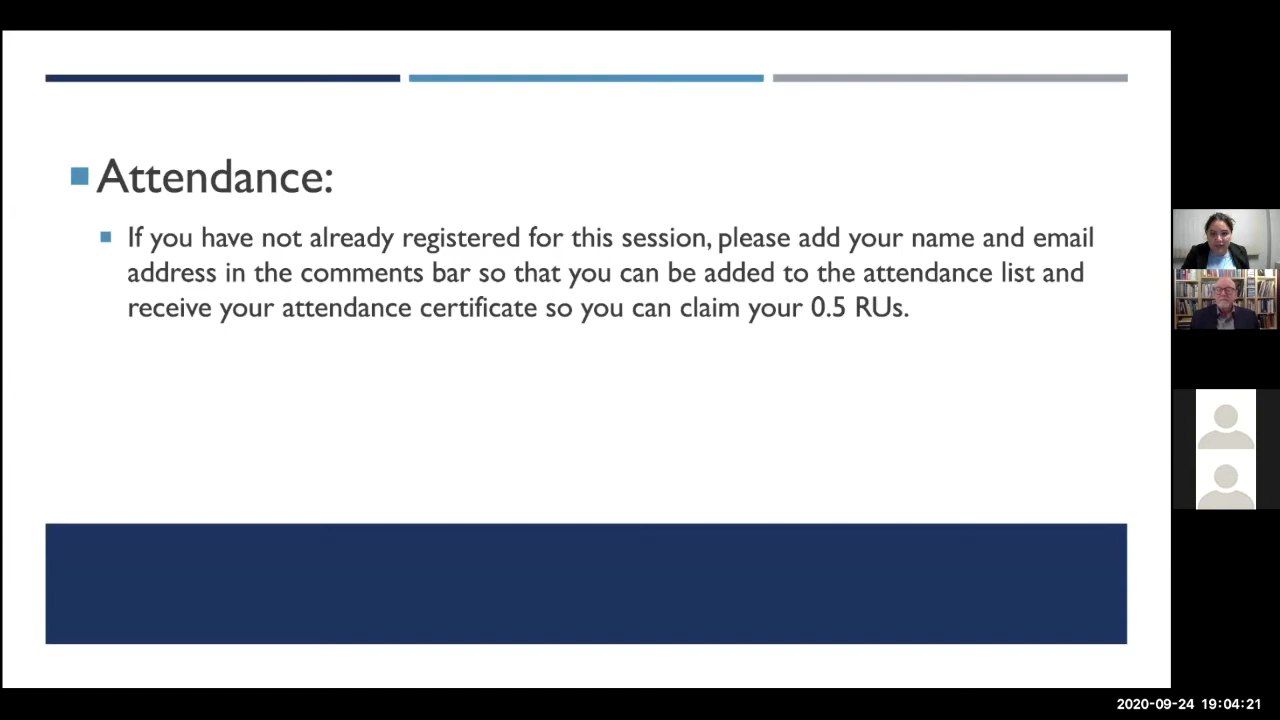 Attendance:
If you have not already registered for this session, please add your name and email
address in the comments bar so that you can be added to the attendance list and
receive your attendance certificate so you can claim your 0.5 RUs.
2020-09-24 19:04:21